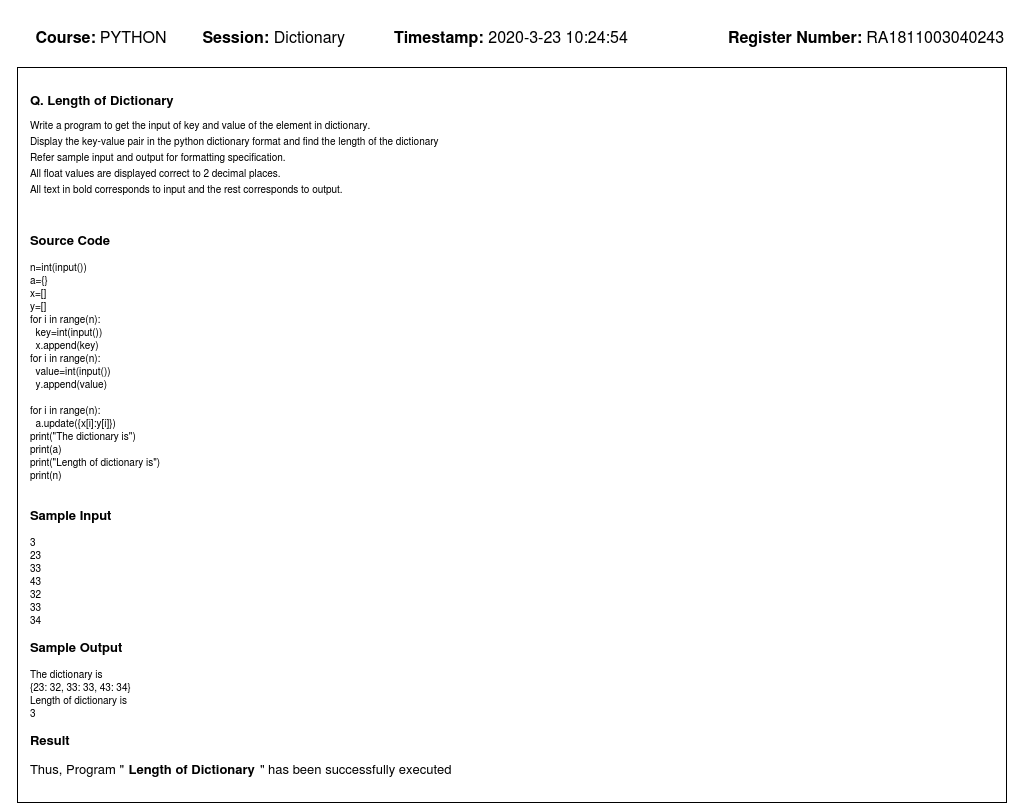 Course: PYTHON Session: Dictionary Timestamp: 2020-3-23 10:24:54 Register Number: RA1811003040243
Q. Length of Dictionary
Write a program to get the input of key and value of the element in dictionary.
Display the key-value pair in the python dictionary format and find the length of the dictionary
Refer sample input and output for formatting specification.
All float values are displayed correct to 2 decimal places.
All text in bold corresponds to input and the rest corresponds to output.
Source Code
n=int(input())
a={}
x=[]
y=[]
for i in range(n):
  key=int(input())
  x.append(key)
for i in range(n):
  value=int(input())
  y.append(value)
for i in range(n):
  a.update({x[i]:y[i]})
print("The dictionary is")
print(a)
print("Length of dictionary is")
print(n)
Sample Input
3
23
33
43
32
33
34
Sample Output
The dictionary is
{23: 32, 33: 33, 43: 34}
Length of dictionary is
3
Result
Thus, Program " Length of Dictionary " has been successfully executed